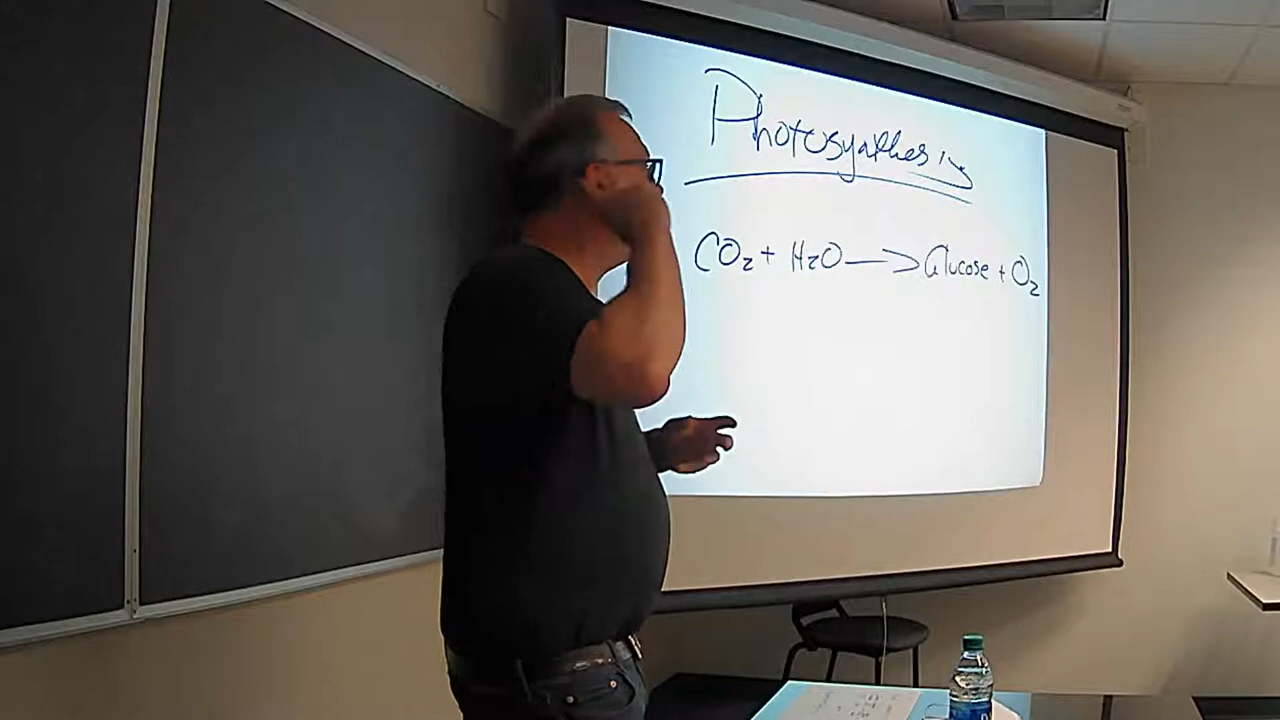 Photosynthesis
CO₂ + H₂O → Glucose + O₂